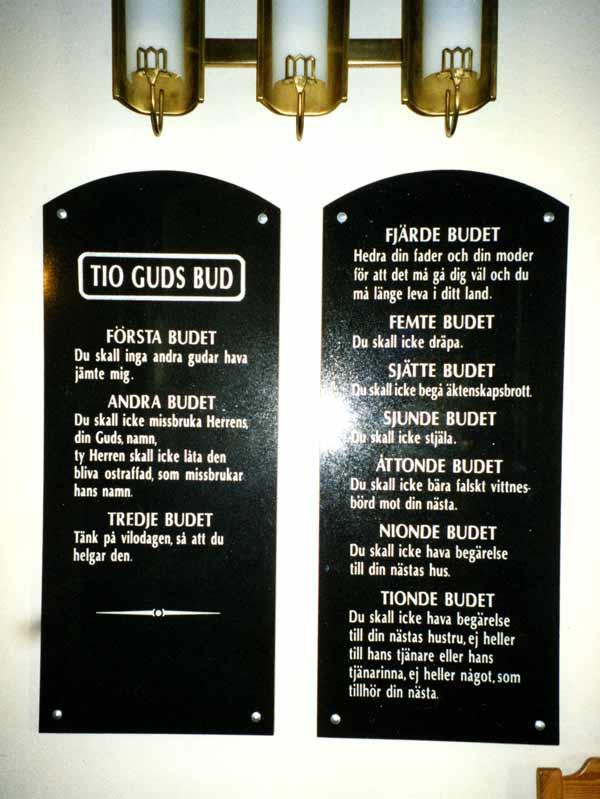 TIO GUDS BUD
FÖRSTA BUDET
Du skall inga andra gudar hava
jämte mig.
ANDRA BUDET
Du skall icke missbruka Herrens,
din Guds, namn,
ty Herren skall icke låta den
bliva ostraffad, som missbrukar
hans namn.
TREDJE BUDET
Tänk på vilodagen, så att du
helgar den.
FJÄRDE BUDET
Hedra din fader och din moder
för att det må gå dig väl och du
må länge leva i ditt land.
FEMTE BUDET
Du skall icke dräpa.
SJÄTTE BUDET
Du skall icke begå äktenskapsbrott.
SJUNDE BUDET
Du skall icke stjäla.
ÅTTONDE BUDET
Du skall icke bära falskt vittnes-
börd mot din nästa.
NIONDE BUDET
Du skall icke hava begärelse
till din nästas hus.
TIONDE BUDET
Du skall icke hava begärelse
till din nästas hustru, ej heller
till hans tjänare eller hans
tjänarinna, ej heller något, som
tillhör din nästa.